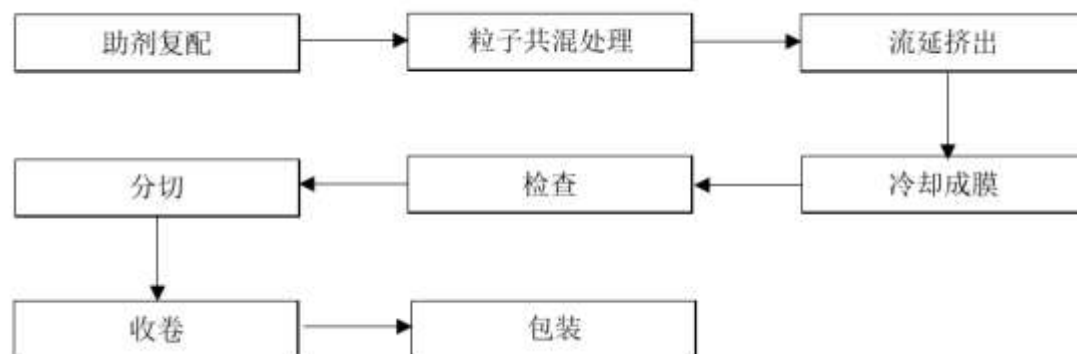 助剂复配
粒子共混处理
流延挤出
冷却成膜
检查
分切
收卷
包装